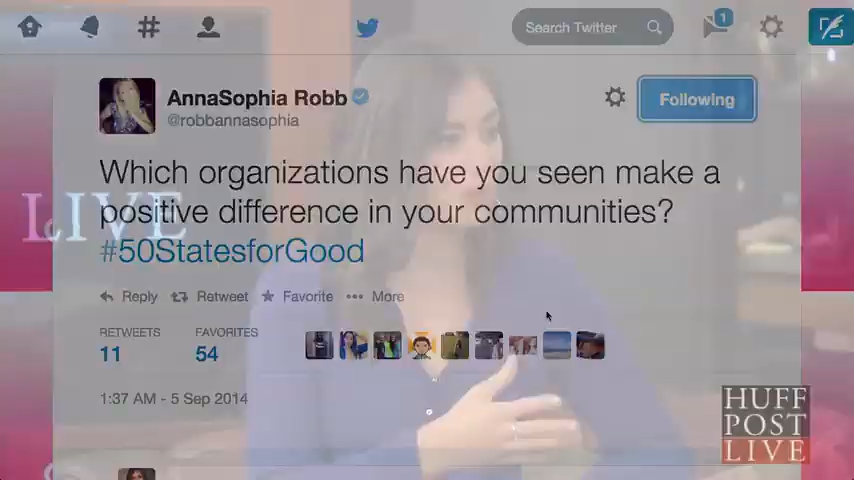 Search Twitter
1
AnnaSophia Robb
@robbannasophia
Following
Which organizations have you seen make a
positive difference in your communities?
#50StatesforGood
LIVE
Reply Retweet Favorite More
RETWEETS FAVORITES
11 54
1:37 AM - 5 Sep 2014
HUFF
POST
LIVE